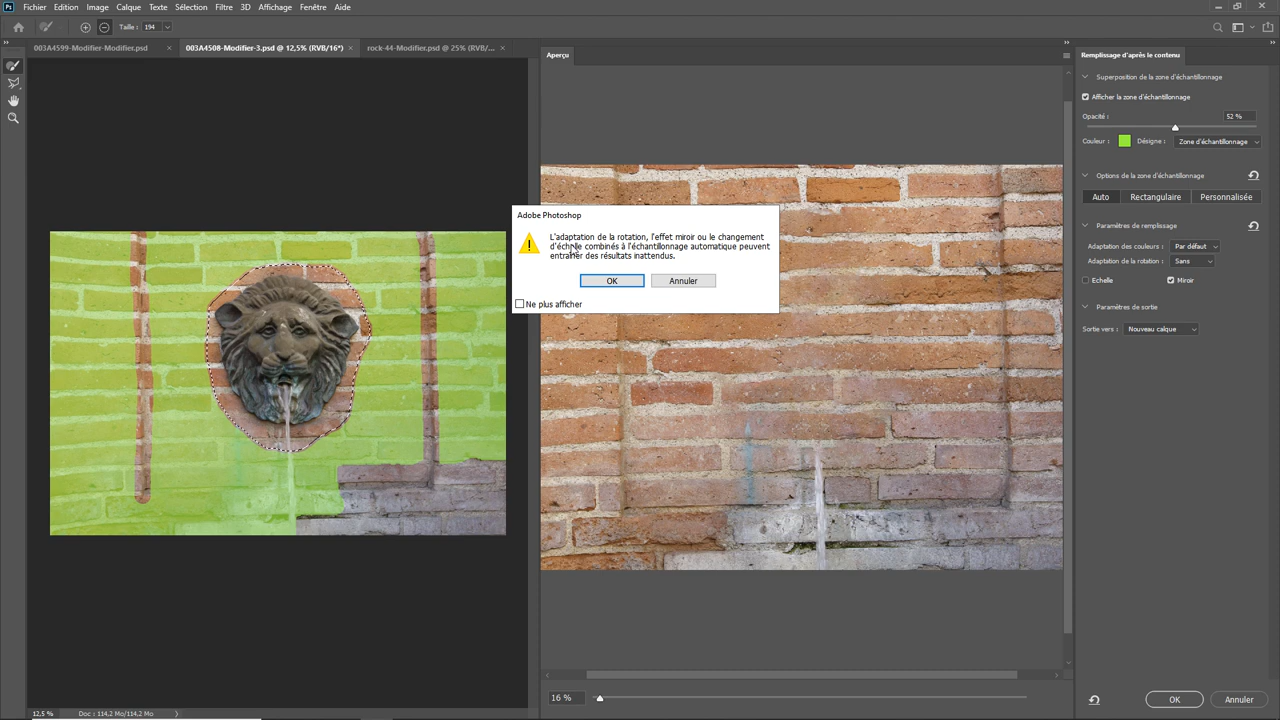 Ps Fichier Edition Image Calque Texte Sélection Filtre 3D Affichage Fenêtre Aide
Taille : 194
003A4599-Modifier-Modifier.psd × 003A4508-Modifier-3.psd @ 12,5% (RVB/16*) × rock-44-Modifier.psd @ 25% (RVB/... ×
Aperçu
Remplissage d'après le contenu
Superposition de la zone d'échantillonnage
Afficher la zone d'échantillonnage
Opacité : 52 %
Couleur : Désigne : Zone d'échantillonnage
Options de la zone d'échantillonnage
Auto Rectangulaire Personnalisée
Paramètres de remplissage
Adaptation des couleurs : Par défaut
Adaptation de la rotation : Sans
Echelle Miroir
Paramètres de sortie
Sortie vers : Nouveau calque
Adobe Photoshop
L'adaptation de la rotation, l'effet miroir ou le changement
d'échelle combinés à l'échantillonnage automatique peuvent
entraîner des résultats inattendus.
OK Annuler
Ne plus afficher
16 %
OK Annuler
12,5 % Doc : 114,2 Mo/114,2 Mo